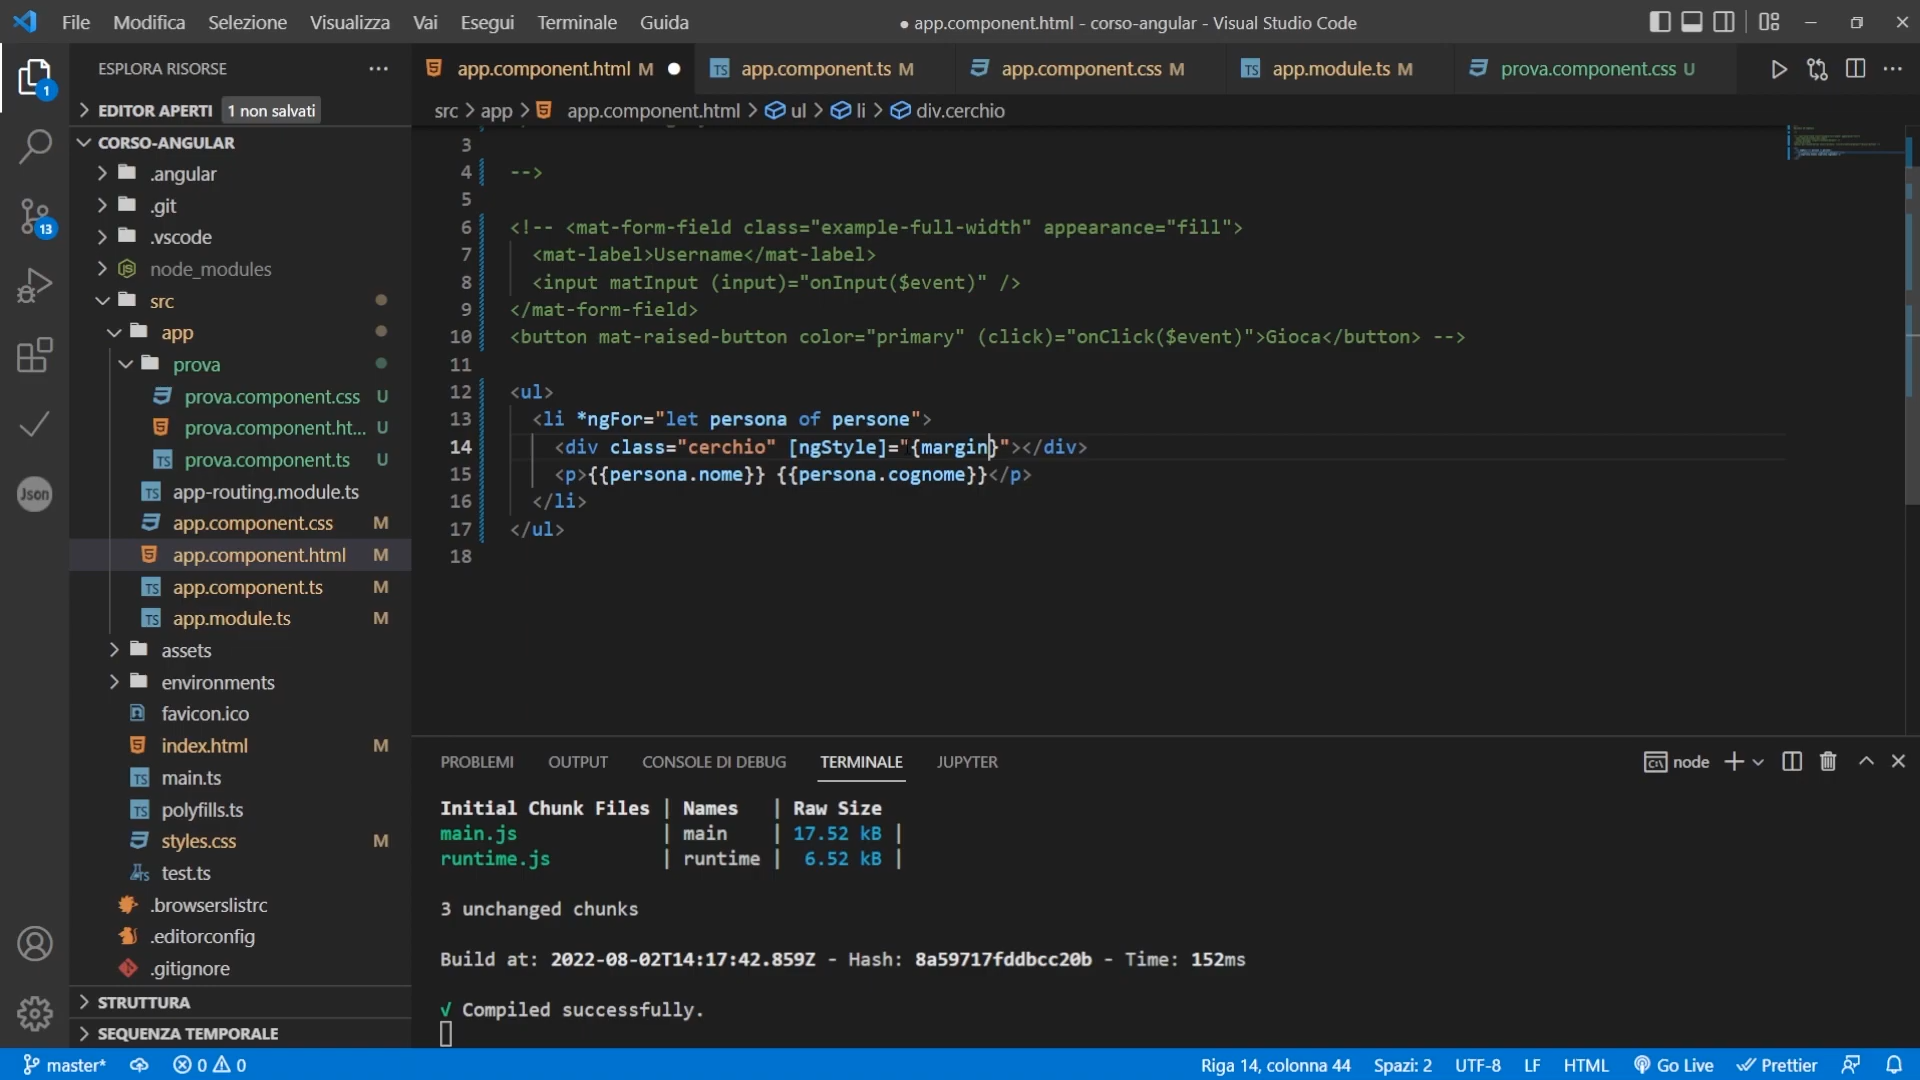 File Modifica Selezione Visualizza Vai Esegui Terminale Guida
● app.component.html - corso-angular - Visual Studio Code
ESPLORA RISORSE
app.component.html M
app.component.ts M
app.component.css M
app.module.ts M
prova.component.css U
EDITOR APERTI 1 non salvati
src > app > app.component.html > ul > li > div.cerchio
CORSO-ANGULAR
.angular
.git
.vscode
node_modules
src
app
prova
prova.component.css U
prova.component.ht... U
prova.component.ts U
app-routing.module.ts
app.component.css M
app.component.html M
app.component.ts M
app.module.ts M
assets
environments
favicon.ico
index.html M
main.ts
polyfills.ts
styles.css M
test.ts
.browserslistrc
.editorconfig
.gitignore
STRUTTURA
SEQUENZA TEMPORALE
1
13
Json
3
4 -->
5
6 <!-- <mat-form-field class="example-full-width" appearance="fill">
7 <mat-label>Username</mat-label>
8 <input matInput (input)="onInput($event)" />
9 </mat-form-field>
10 <button mat-raised-button color="primary" (click)="onClick($event)">Gioca</button> -->
11
12 <ul>
13 <li *ngFor="let persona of persone">
14 <div class="cerchio" [ngStyle]="{margin}"></div>
15 <p>{{persona.nome}} {{persona.cognome}}</p>
16 </li>
17 </ul>
18
PROBLEMI OUTPUT CONSOLE DI DEBUG TERMINALE JUPYTER
node
Initial Chunk Files | Names | Raw Size
main.js | main | 17.52 kB |
runtime.js | runtime | 6.52 kB |
3 unchanged chunks
Build at: 2022-08-02T14:17:42.859Z - Hash: 8a59717fddbcc20b - Time: 152ms
√ Compiled successfully.
master* 0 0 Riga 14, colonna 44 Spazi: 2 UTF-8 LF HTML Go Live Prettier